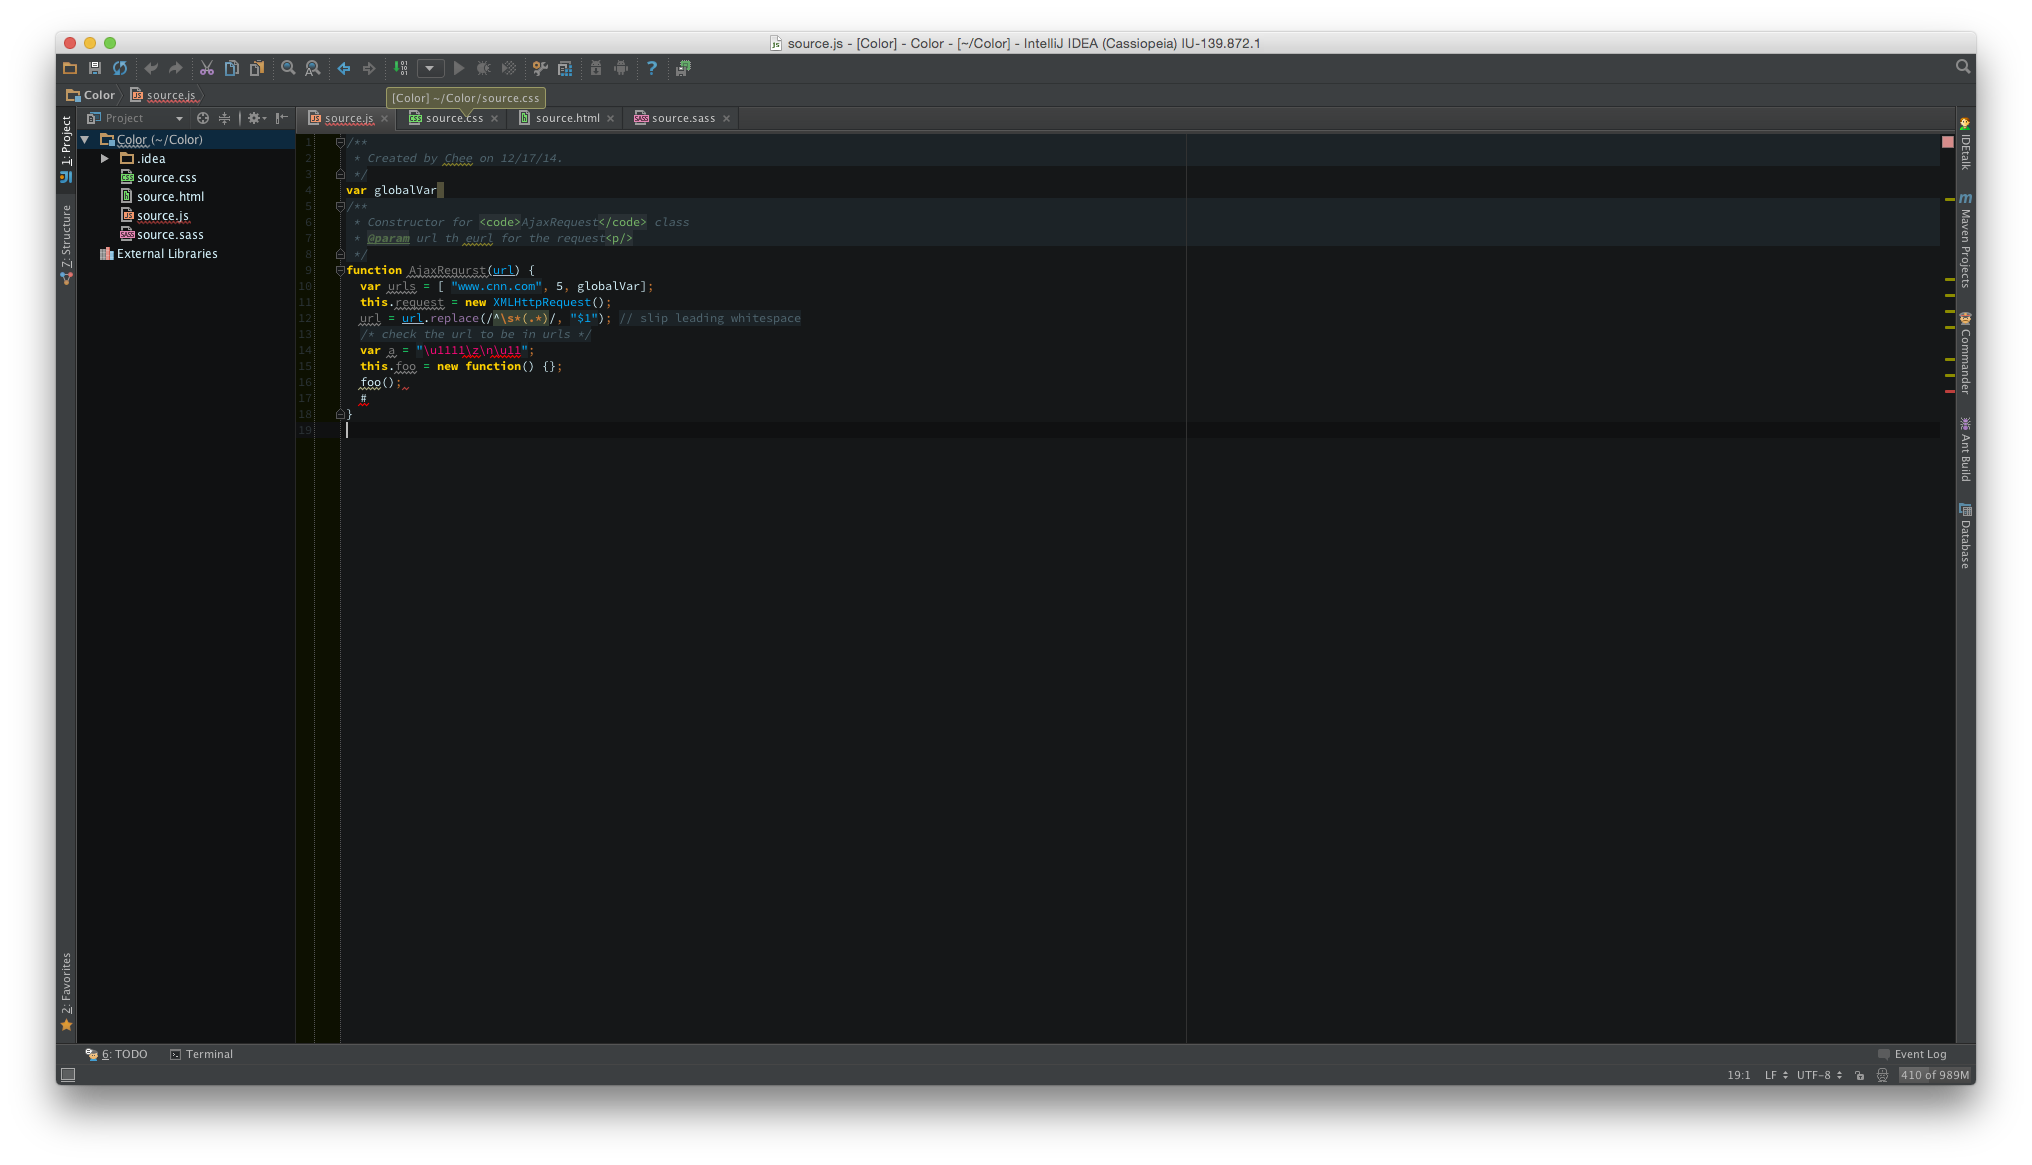 source.js - [Color] - Color - [~/Color] - IntelliJ IDEA (Cassiopeia) IU-139.872.1
Color source.js
[Color] ~/Color/source.css
Project
source.js source.css source.html source.sass
1: Project
7: Structure
2: Favorites
Color (~/Color)
.idea
source.css
source.html
source.js
source.sass
External Libraries
1 /**
2 * Created by Chee on 12/17/14.
3 */
4 var globalVar
5 /**
6 * Constructor for <code>AjaxRequest</code> class
7 * @param url th eurl for the request<p/>
8 */
9 function AjaxRequrst(url) {
10 var urls = [ "www.cnn.com", 5, globalVar];
11 this.request = new XMLHttpRequest();
12 url = url.replace(/^\s*(.*)/, "$1"); // slip leading whitespace
13 /* check the url to be in urls */
14 var a = "\u1111\z\n\u11";
15 this.foo = new function() {};
16 foo();
17 #
18 }
19
IDEtalk
Maven Projects
Commander
Ant Build
Database
6: TODO Terminal Event Log
19:1 LF UTF-8 410 of 989M